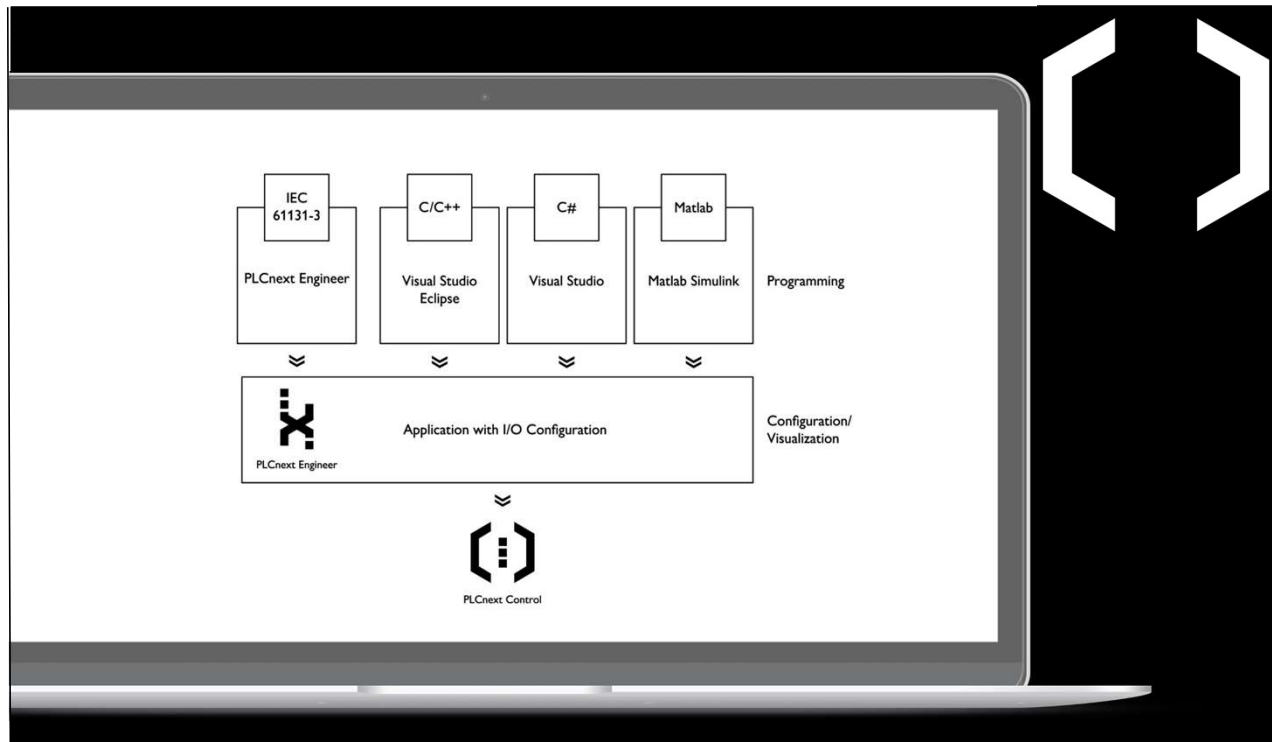 IEC
61131-3
C/C++
C#
Matlab
PLCnext Engineer
Visual Studio
Eclipse
Visual Studio
Matlab Simulink
Programming
Application with I/O Configuration
Configuration/
Visualization
PLCnext Engineer
PLCnext Control